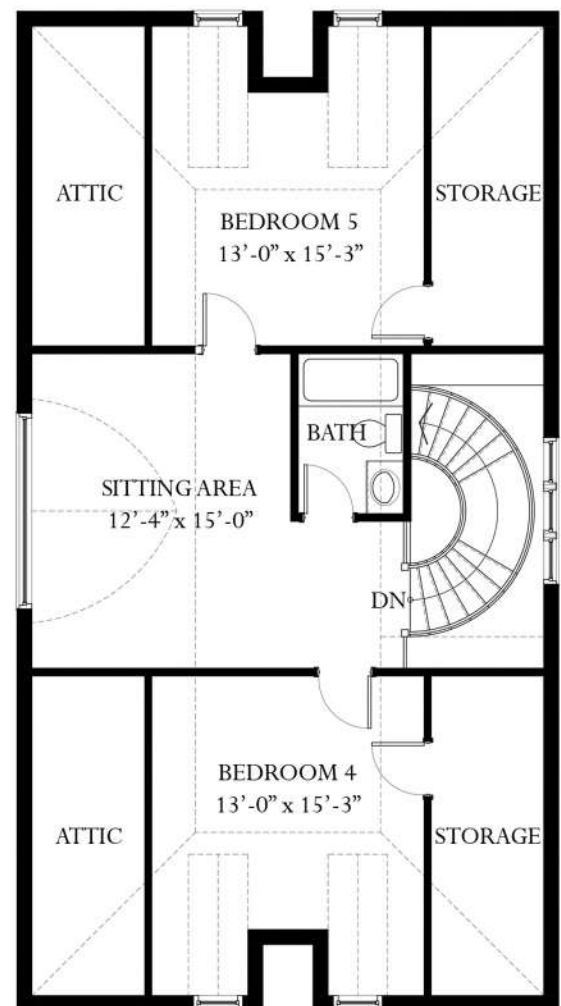 ATTIC
STORAGE
BEDROOM 5
13’-0” x 15’-3”
BATH
SITTING AREA
12’-4” x 15’-0”
DN
BEDROOM 4
13’-0” x 15’-3”
ATTIC
STORAGE